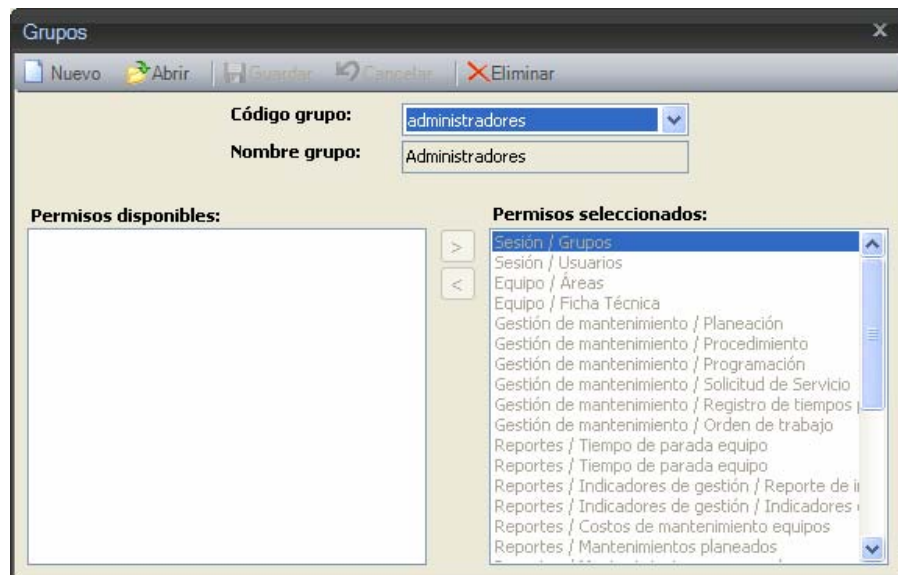 Grupos
Nuevo Abrir Guardar Cancelar Eliminar
Código grupo: administradores
Nombre grupo: Administradores
Permisos disponibles:
Permisos seleccionados:
>
<
Sesión / Grupos
Sesión / Usuarios
Equipo / Áreas
Equipo / Ficha Técnica
Gestión de mantenimiento / Planeación
Gestión de mantenimiento / Procedimiento
Gestión de mantenimiento / Programación
Gestión de mantenimiento / Solicitud de Servicio
Gestión de mantenimiento / Registro de tiempos
Gestión de mantenimiento / Orden de trabajo
Reportes / Tiempo de parada equipo
Reportes / Tiempo de parada equipo
Reportes / Indicadores de gestión / Reporte de
Reportes / Indicadores de gestión / Indicadores
Reportes / Costos de mantenimiento equipos
Reportes / Mantenimientos planeados